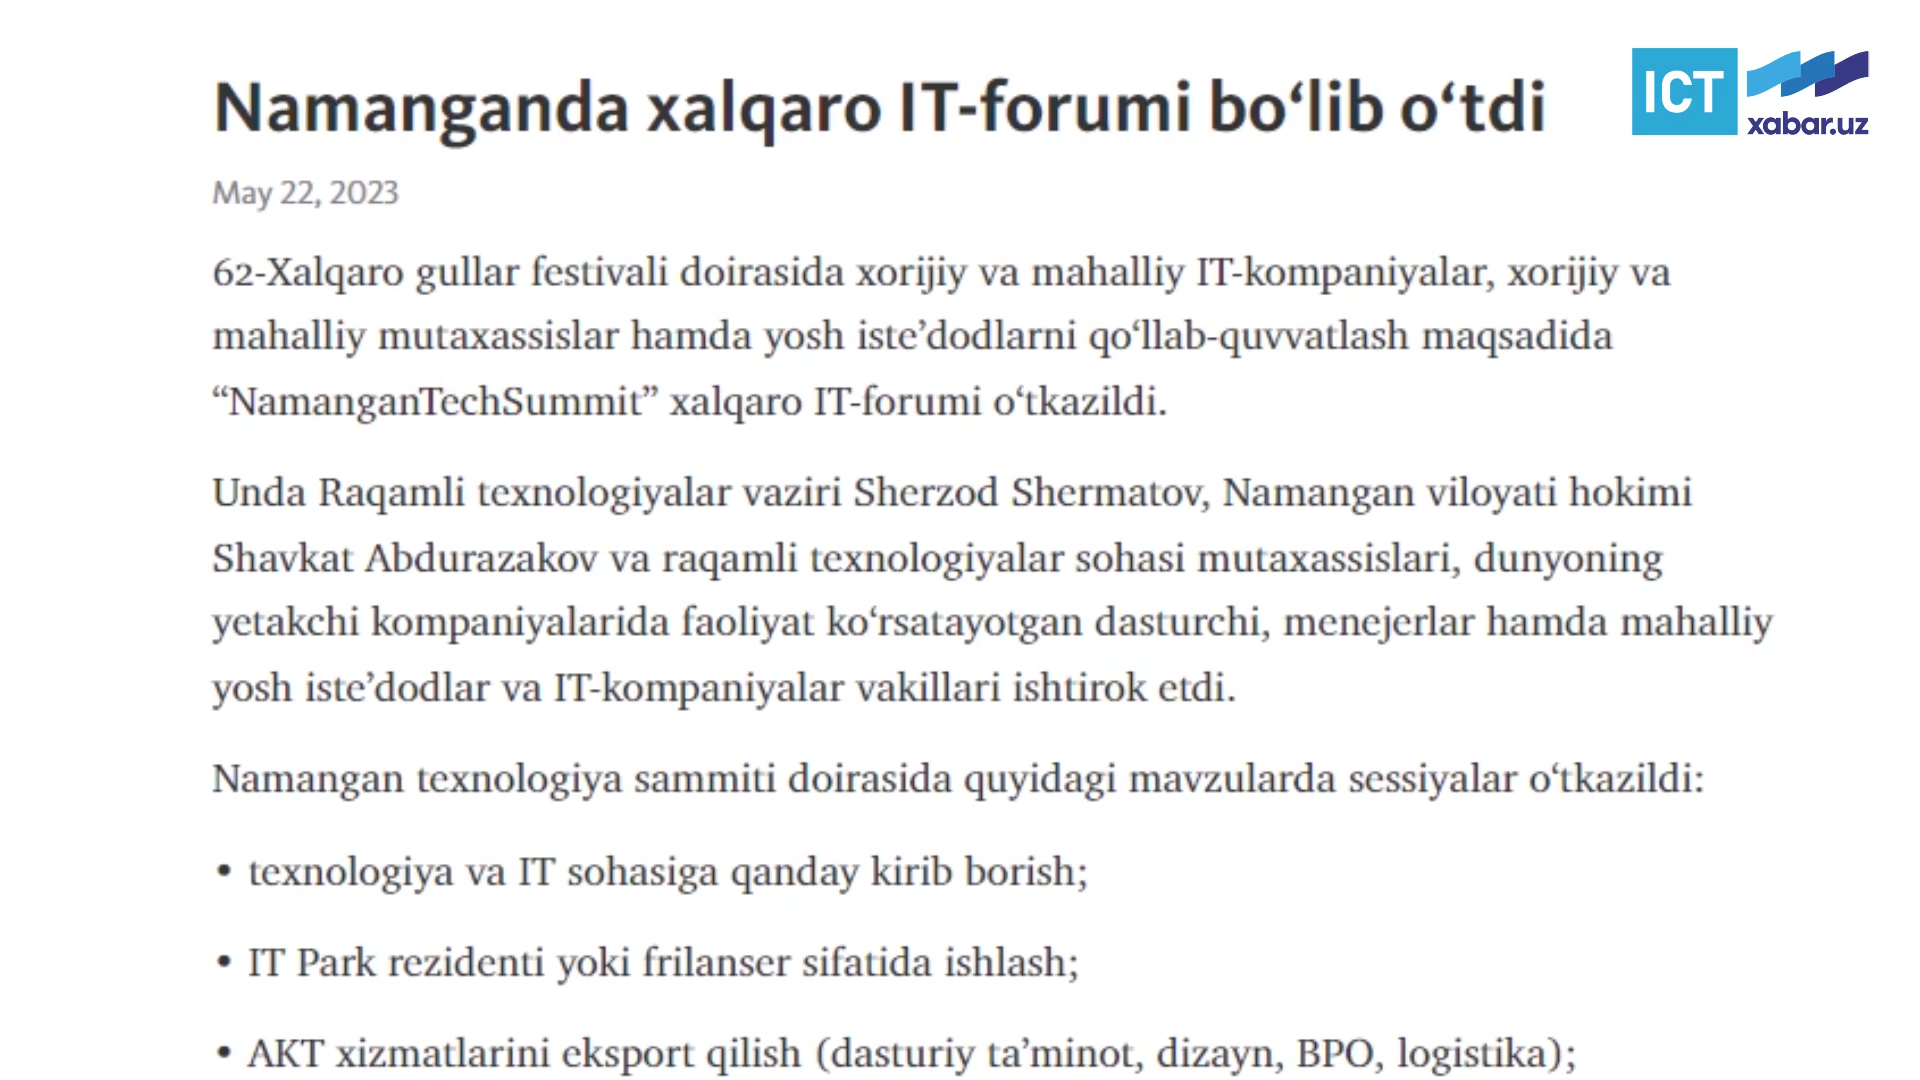 Namanganda xalqaro IT-forumi bo‘lib o‘tdi
ICT
xabar.uz
May 22, 2023
62-Xalqaro gullar festivali doirasida xorijiy va mahalliy IT-kompaniyalar, xorijiy va
mahalliy mutaxassislar hamda yosh iste’dodlarni qo‘llab-quvvatlash maqsadida
“NamanganTechSummit” xalqaro IT-forumi o‘tkazildi.
Unda Raqamli texnologiyalar vaziri Sherzod Shermatov, Namangan viloyati hokimi
Shavkat Abdurazakov va raqamli texnologiyalar sohasi mutaxassislari, dunyoning
yetakchi kompaniyalarida faoliyat ko‘rsatayotgan dasturchi, menejerlar hamda mahalliy
yosh iste’dodlar va IT-kompaniyalar vakillari ishtirok etdi.
Namangan texnologiya sammiti doirasida quyidagi mavzularda sessiyalar o‘tkazildi:
• texnologiya va IT sohasiga qanday kirib borish;
• IT Park rezidenti yoki frilanser sifatida ishlash;
• AKT xizmatlarini eksport qilish (dasturiy ta’minot, dizayn, BPO, logistika);